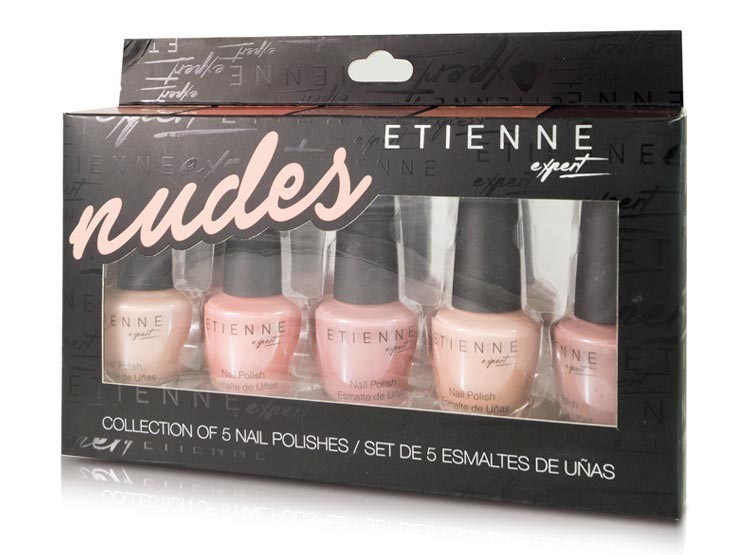 nudes
ETIENNE
expert
ENNE
Nail Polish
Esmalte de Uñas
ETIENNE
expert
Nail Polish
Esmalte de Uñas
ETIENNE
Nail Polish
Esmalte de Uñas
ETIENNE
expert
Nail Polish
Esmalte de Uñas
ETIENNE
expert
COLLECTION OF 5 NAIL POLISHES / SET DE 5 ESMALTES DE UÑAS